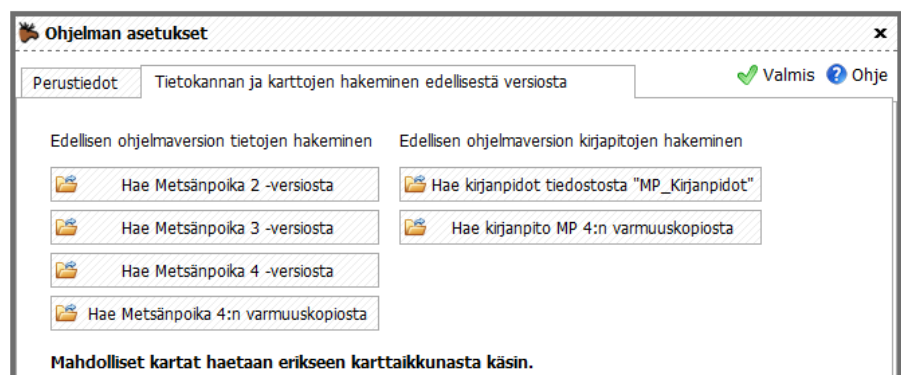 Ohjelman asetukset x
Perustiedot Tietokannan ja karttojen hakeminen edellisestä versiosta Valmis ? Ohje
Edellisen ohjelmaversion tietojen hakeminen Edellisen ohjelmaversion kirjapitojen hakeminen
Hae Metsänpoika 2 -versiosta Hae kirjanpidot tiedostosta "MP_Kirjanpidot"
Hae Metsänpoika 3 -versiosta Hae kirjanpito MP 4:n varmuuskopiosta
Hae Metsänpoika 4 -versiosta
Hae Metsänpoika 4:n varmuuskopiosta
Mahdolliset kartat haetaan erikseen karttaikkunasta käsin.